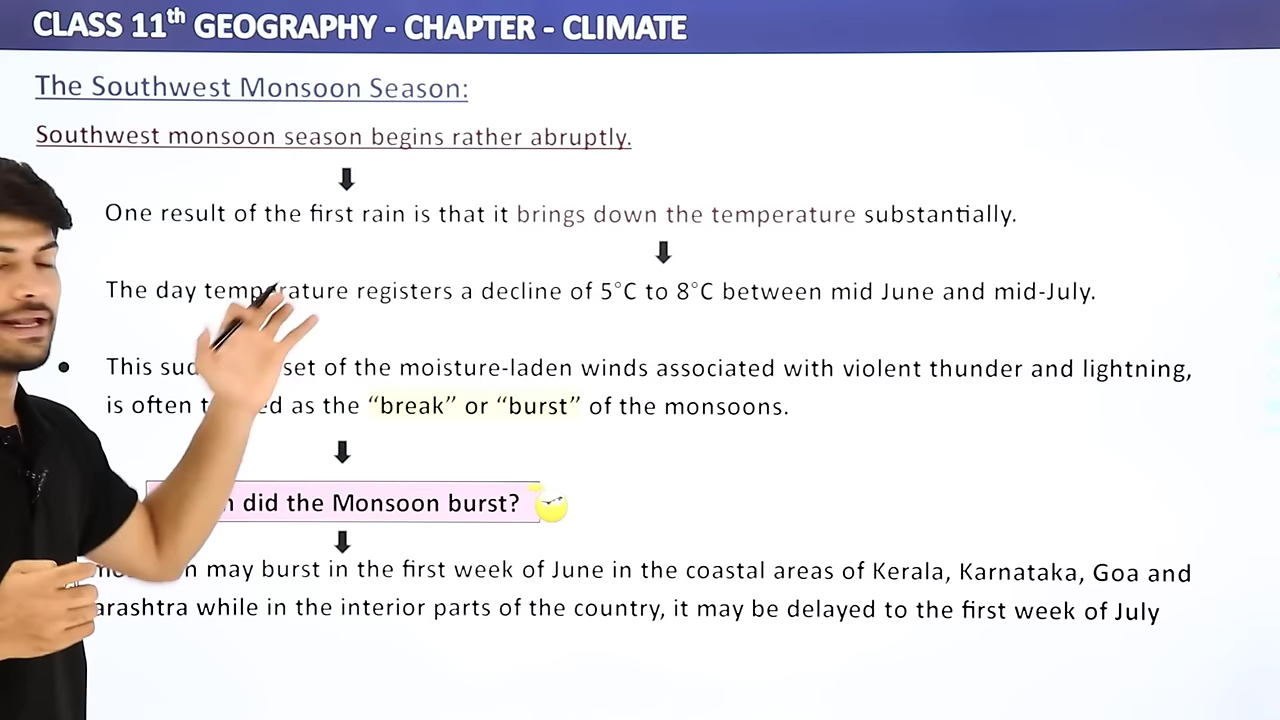 CLASS 11th GEOGRAPHY - CHAPTER - CLIMATE
The Southwest Monsoon Season:
Southwest monsoon season begins rather abruptly.
One result of the first rain is that it brings down the temperature substantially.
The day temperature registers a decline of 5°C to 8°C between mid June and mid-July.
This of the moisture-laden winds associated with violent thunder and lightning,
is often as the “break” or “burst” of the monsoons.
did the Monsoon burst?
may burst in the first week of June in the coastal areas of Kerala, Karnataka, Goa and
while in the interior parts of the country, it may be delayed to the first week of July